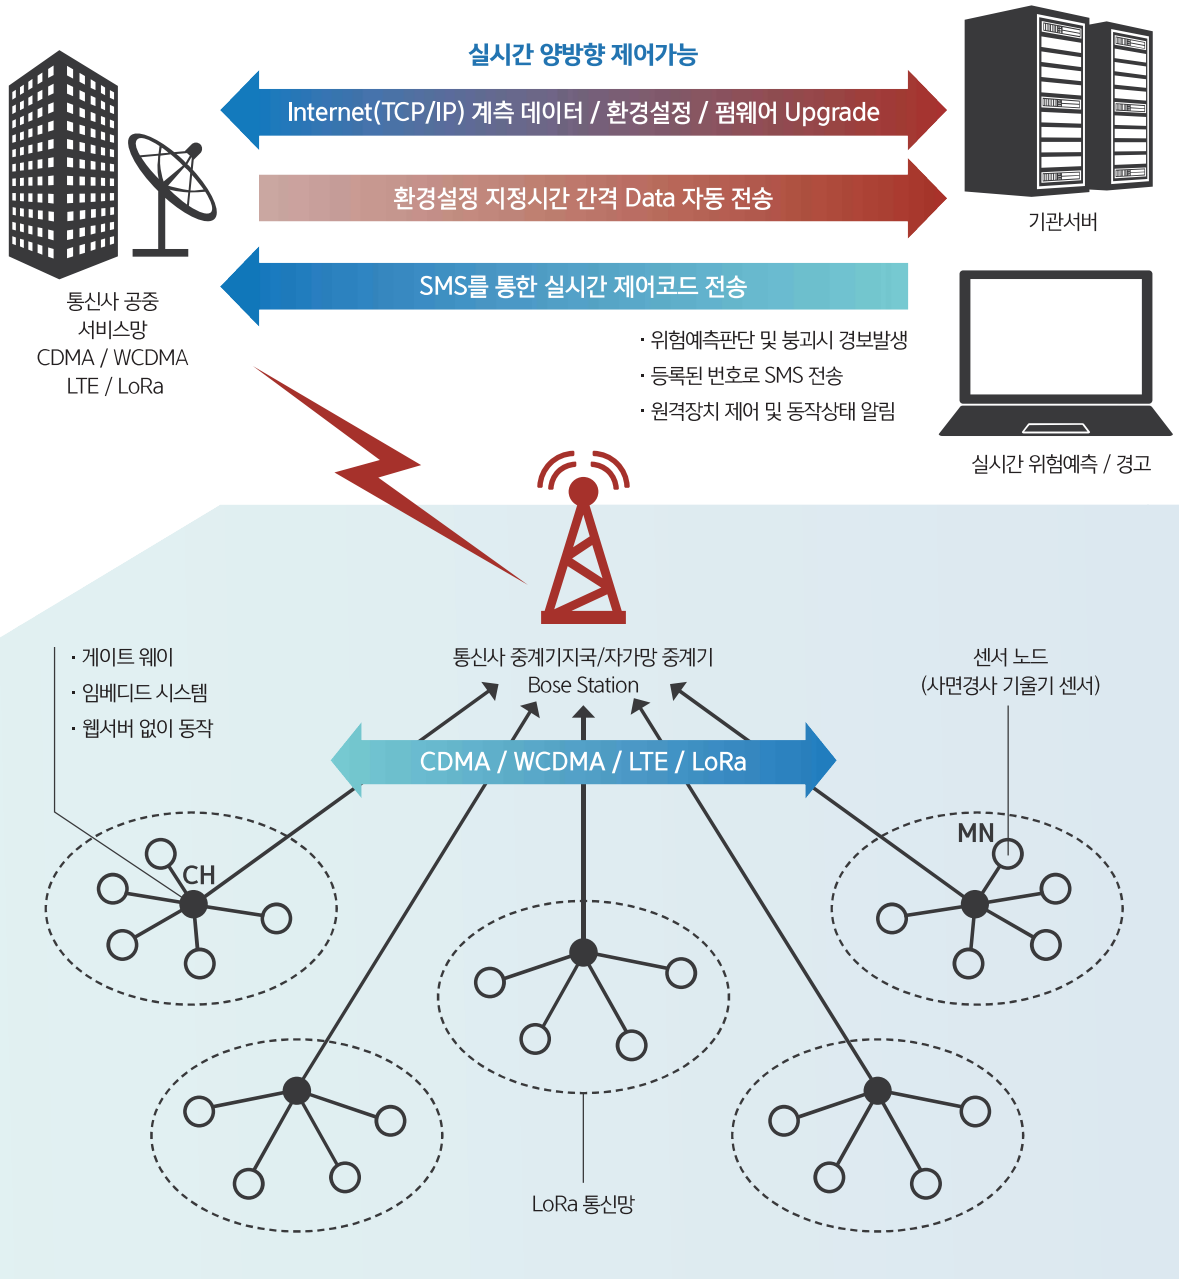 실시간 양방향 제어가능
Internet(TCP/IP) 계측 데이터 / 환경설정 / 펌웨어 Upgrade
환경설정 지정시간 간격 Data 자동 전송
SMS를 통한 실시간 제어코드 전송
기관서버
통신사 공중
서비스망
CDMA / WCDMA
LTE / LoRa
· 위험예측판단 및 붕괴시 경보발생
· 등록된 번호로 SMS 전송
· 원격장치 제어 및 동작상태 알림
실시간 위험예측 / 경고
· 게이트 웨이
· 임베디드 시스템
· 웹서버 없이 동작
통신사 중계기지국/자가망 중계기
Bose Station
센서 노드
(사면경사 기울기 센서)
CDMA / WCDMA / LTE / LoRa
CH
MN
LoRa 통신망